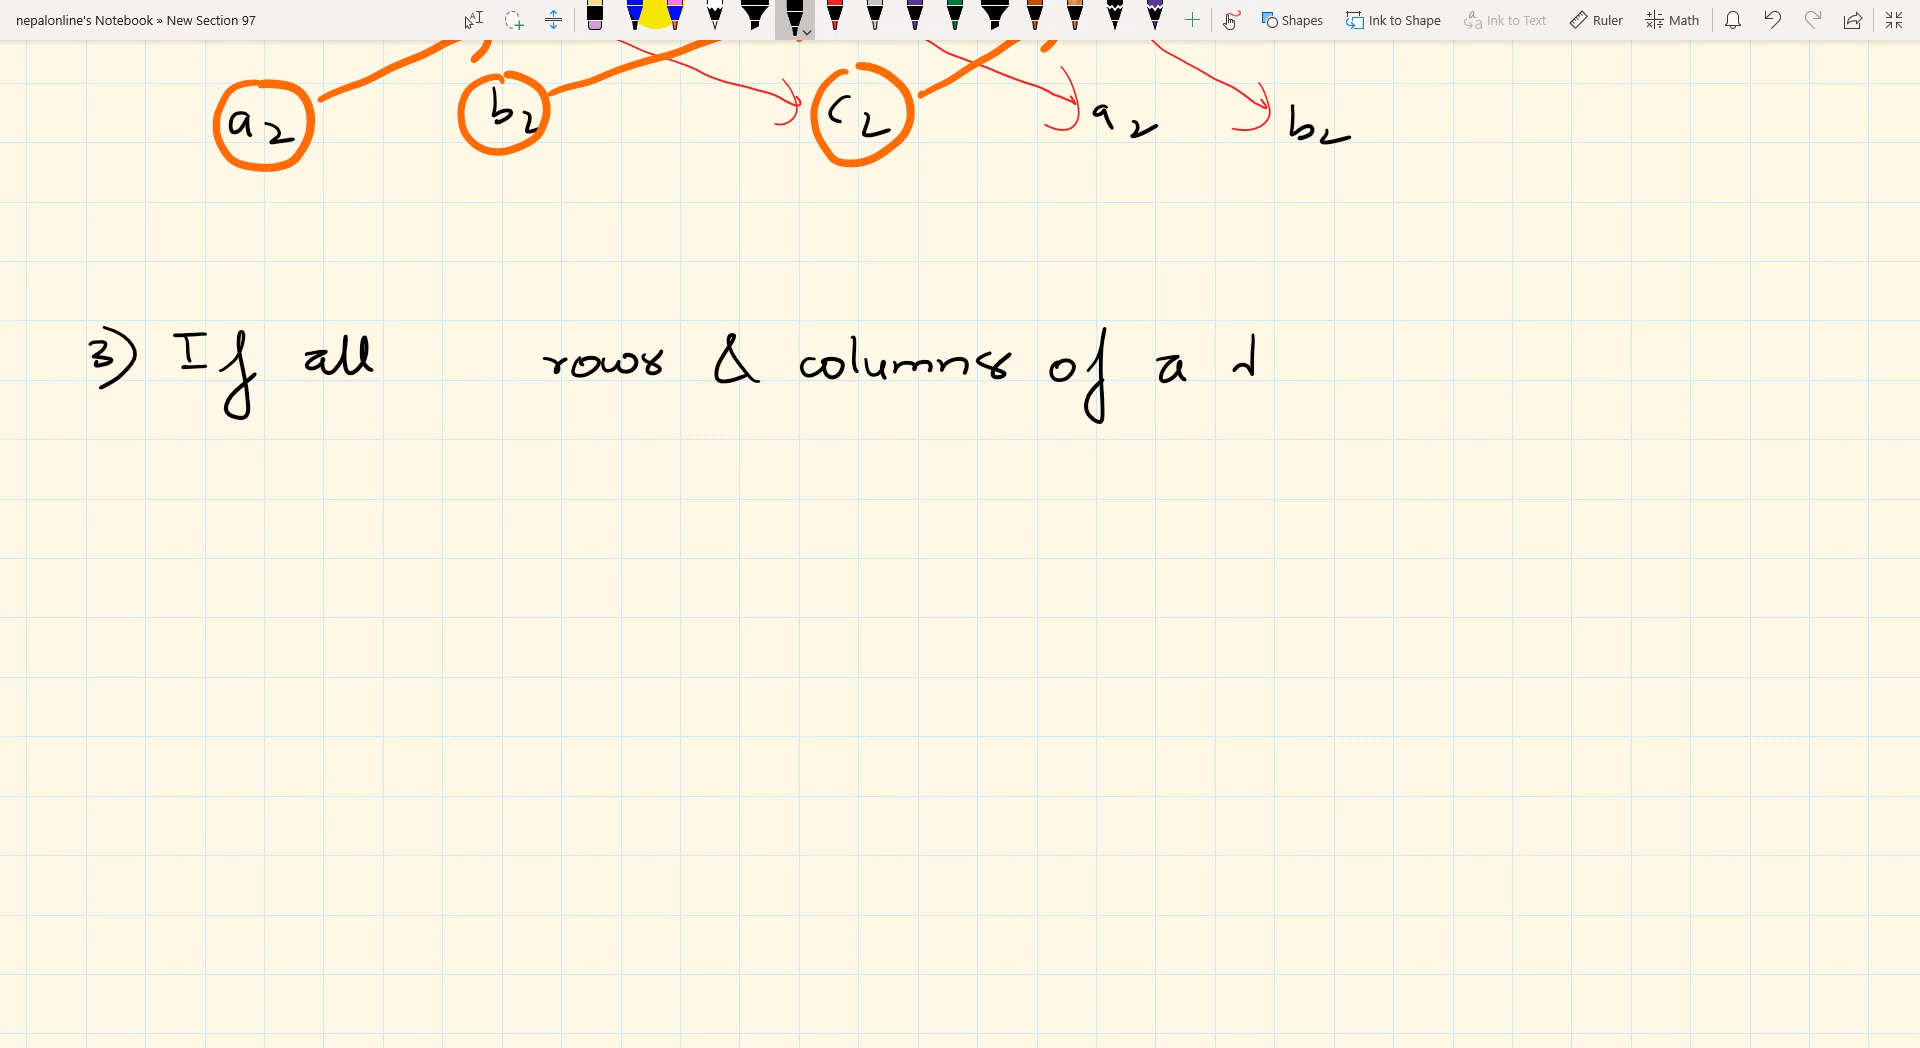 nepalonline's Notebook » New Section 97
Shapes Ink to Shape Ink to Text Ruler Math
a2 b2 c2 a2 b2
3) If all rows & columns of a d